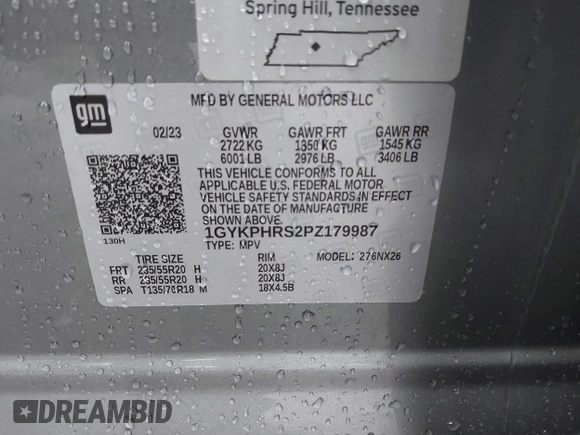 Spring Hill, Tennessee
gm
MFD BY GENERAL MOTORS LLC
02/23 GVWR GAWR FRT GAWR RR
2722 KG 1350 KG 1545 KG
6001 LB 2976 LB 3406 LB
THIS VEHICLE CONFORMS TO ALL
APPLICABLE U.S. FEDERAL MOTOR
VEHICLE SAFETY STANDARDS IN EFFECT
ON THE DATE OF MANUFACTURE
SHOWN ABOVE.
1GYKPHRS2PZ179987
130H TYPE: MPV
TIRE SIZE RIM MODEL: 276NX26
FRT 235/55R20 H 20X8J
RR 235/55R20 H 20X8J
SPA T135/70R18 M 18X4.5B
DREAMBID